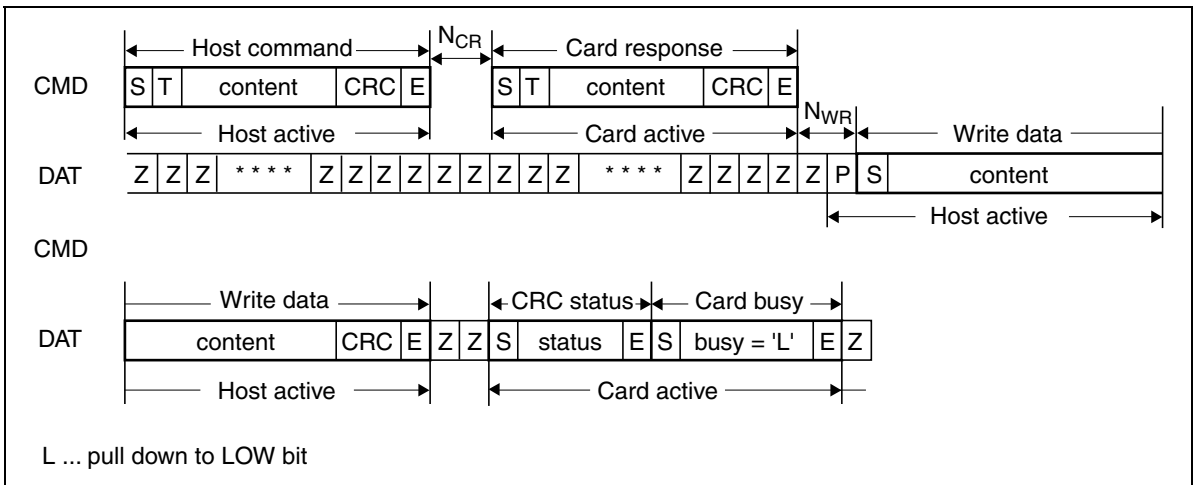 Host command N_CR Card response
CMD S T content CRC E S T content CRC E
Host active Card active N_WR Write data
DAT Z Z Z * * * * Z Z Z Z Z Z Z Z Z * * * * Z Z Z Z Z P S content
Host active
CMD
Write data CRC status Card busy
DAT content CRC E Z Z S status E S busy = 'L' E Z
Host active Card active
L ... pull down to LOW bit